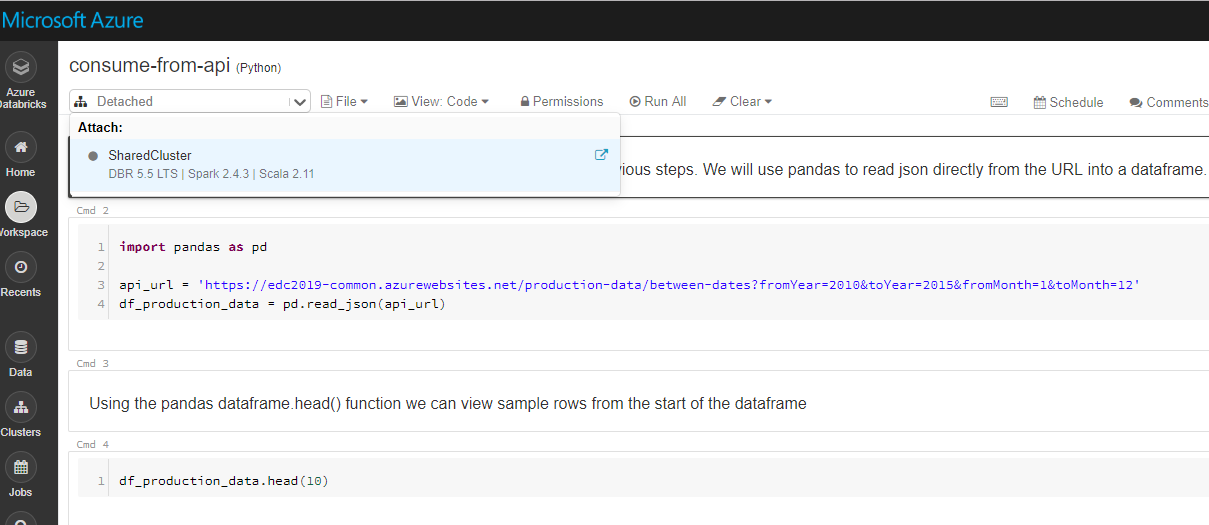 Microsoft Azure
consume-from-api (Python)
Azure
Databricks
Detached
File
View: Code
Permissions
Run All
Clear
Schedule
Comments
Attach:
SharedCluster
DBR 5.5 LTS | Spark 2.4.3 | Scala 2.11
steps. We will use pandas to read json directly from the URL into a dataframe.
Home
Workspace
Recents
Data
Clusters
Jobs
Cmd 2
1 import pandas as pd
2
3 api_url = 'https://edc2019-common.azurewebsites.net/production-data/between-dates?fromYear=2010&toYear=2015&fromMonth=1&toMonth=12'
4 df_production_data = pd.read_json(api_url)
Cmd 3
Using the pandas dataframe.head() function we can view sample rows from the start of the dataframe
Cmd 4
1 df_production_data.head(10)